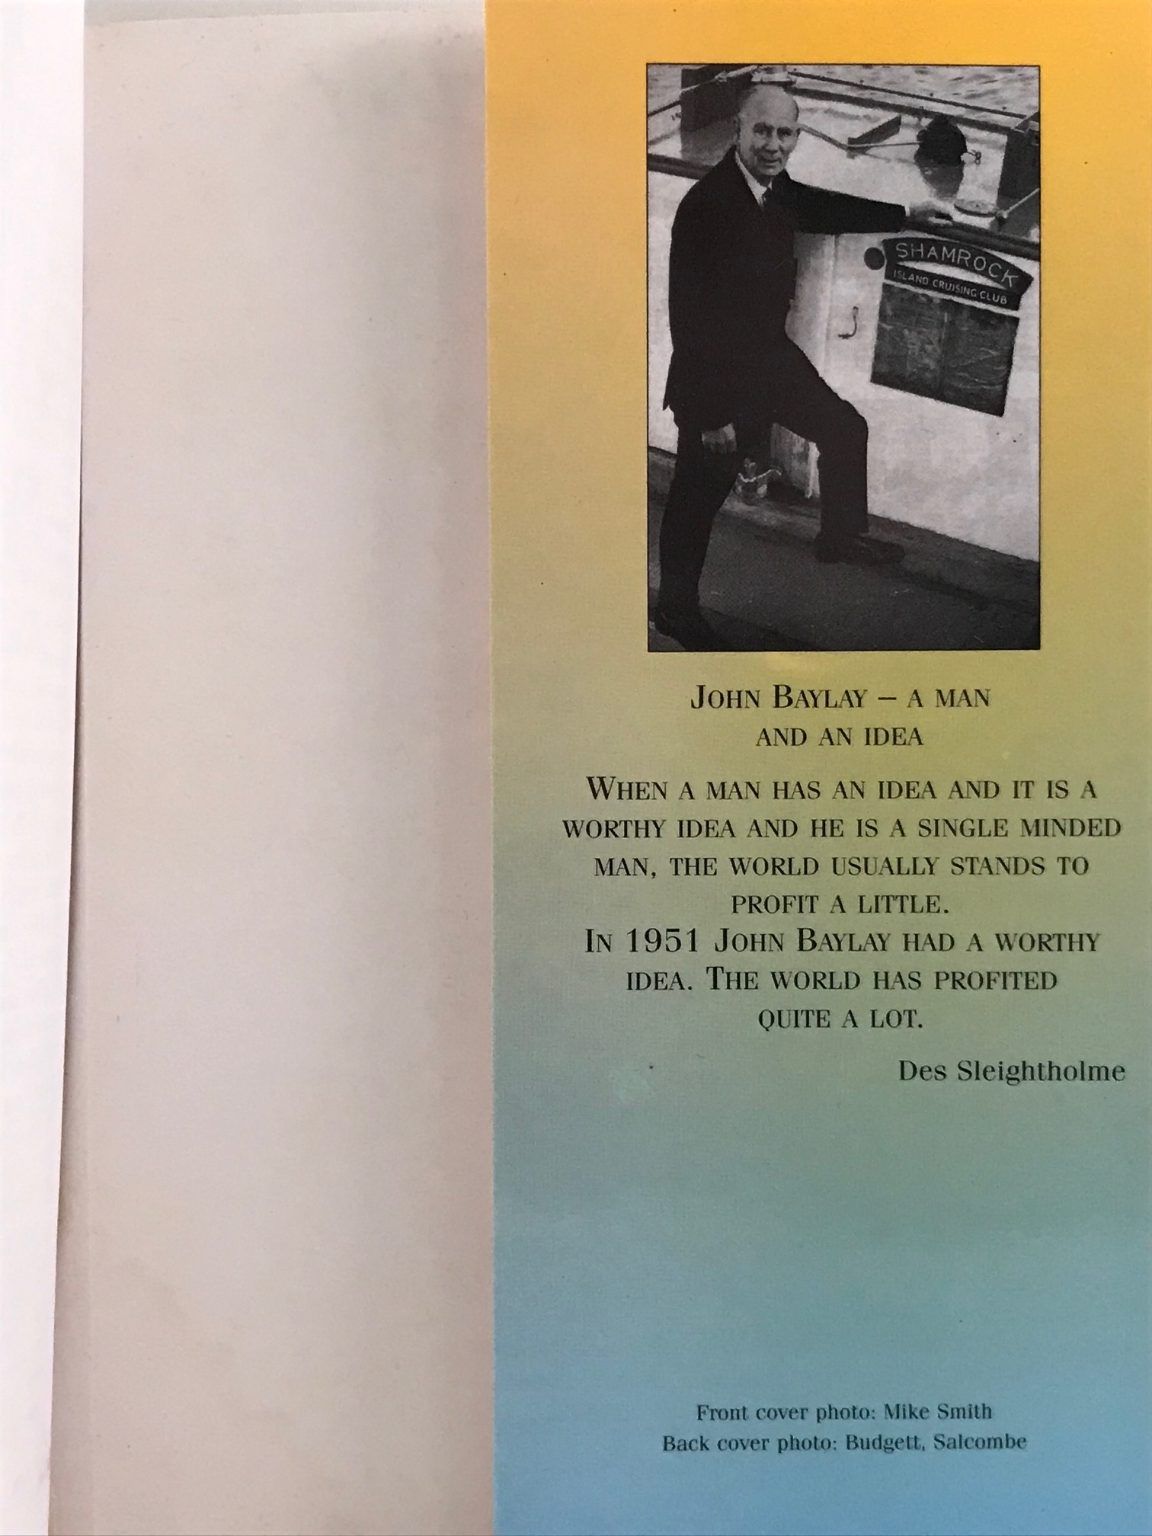 SHAMROCK
ISLAND CRUISING CLUB
JOHN BAYLAY – A MAN
AND AN IDEA
WHEN A MAN HAS AN IDEA AND IT IS A
WORTHY IDEA AND HE IS A SINGLE MINDED
MAN, THE WORLD USUALLY STANDS TO
PROFIT A LITTLE.
IN 1951 JOHN BAYLAY HAD A WORTHY
IDEA. THE WORLD HAS PROFITED
QUITE A LOT.
Des Sleightholme
Front cover photo: Mike Smith
Back cover photo: Budgett, Salcombe